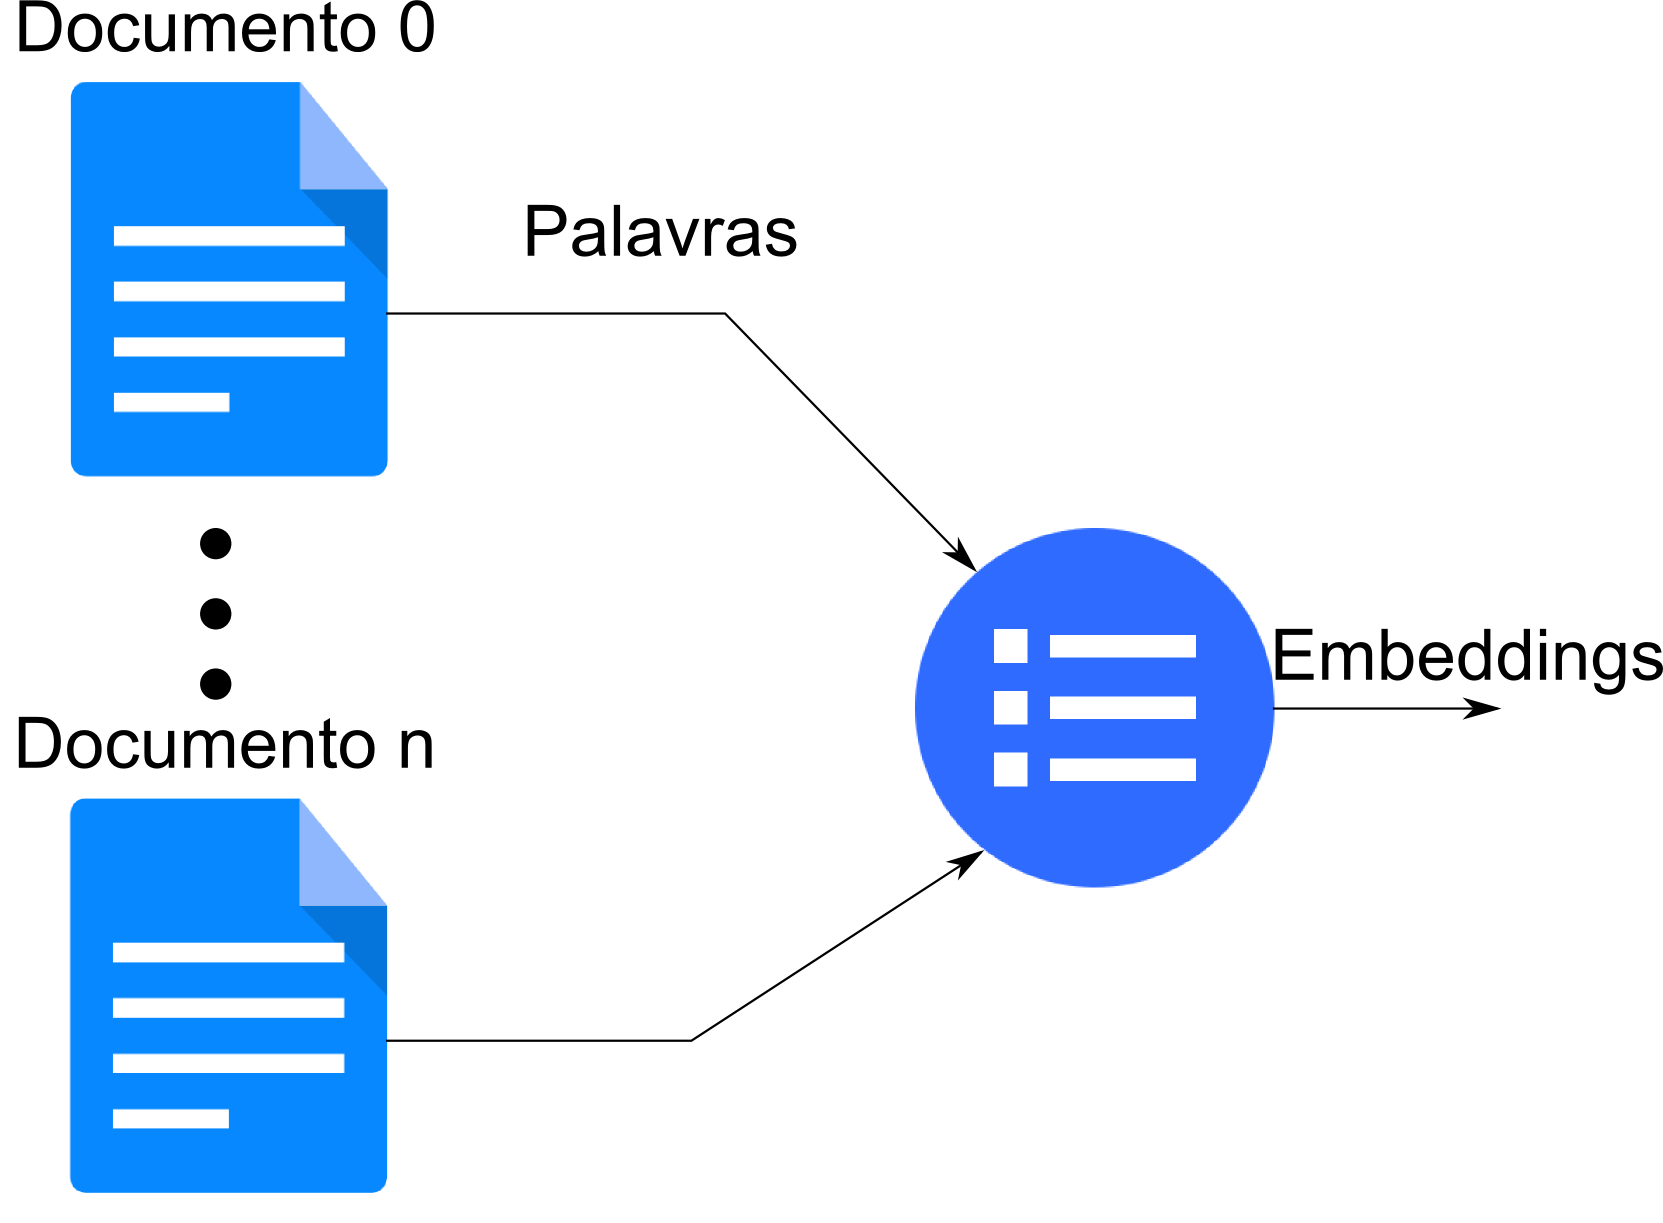 Documento 0
Palavras
Embeddings
Documento n